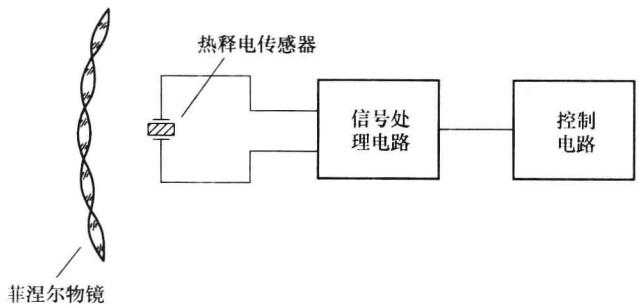 热释电传感器
信号处
理电路
控制
电路
菲涅尔物镜